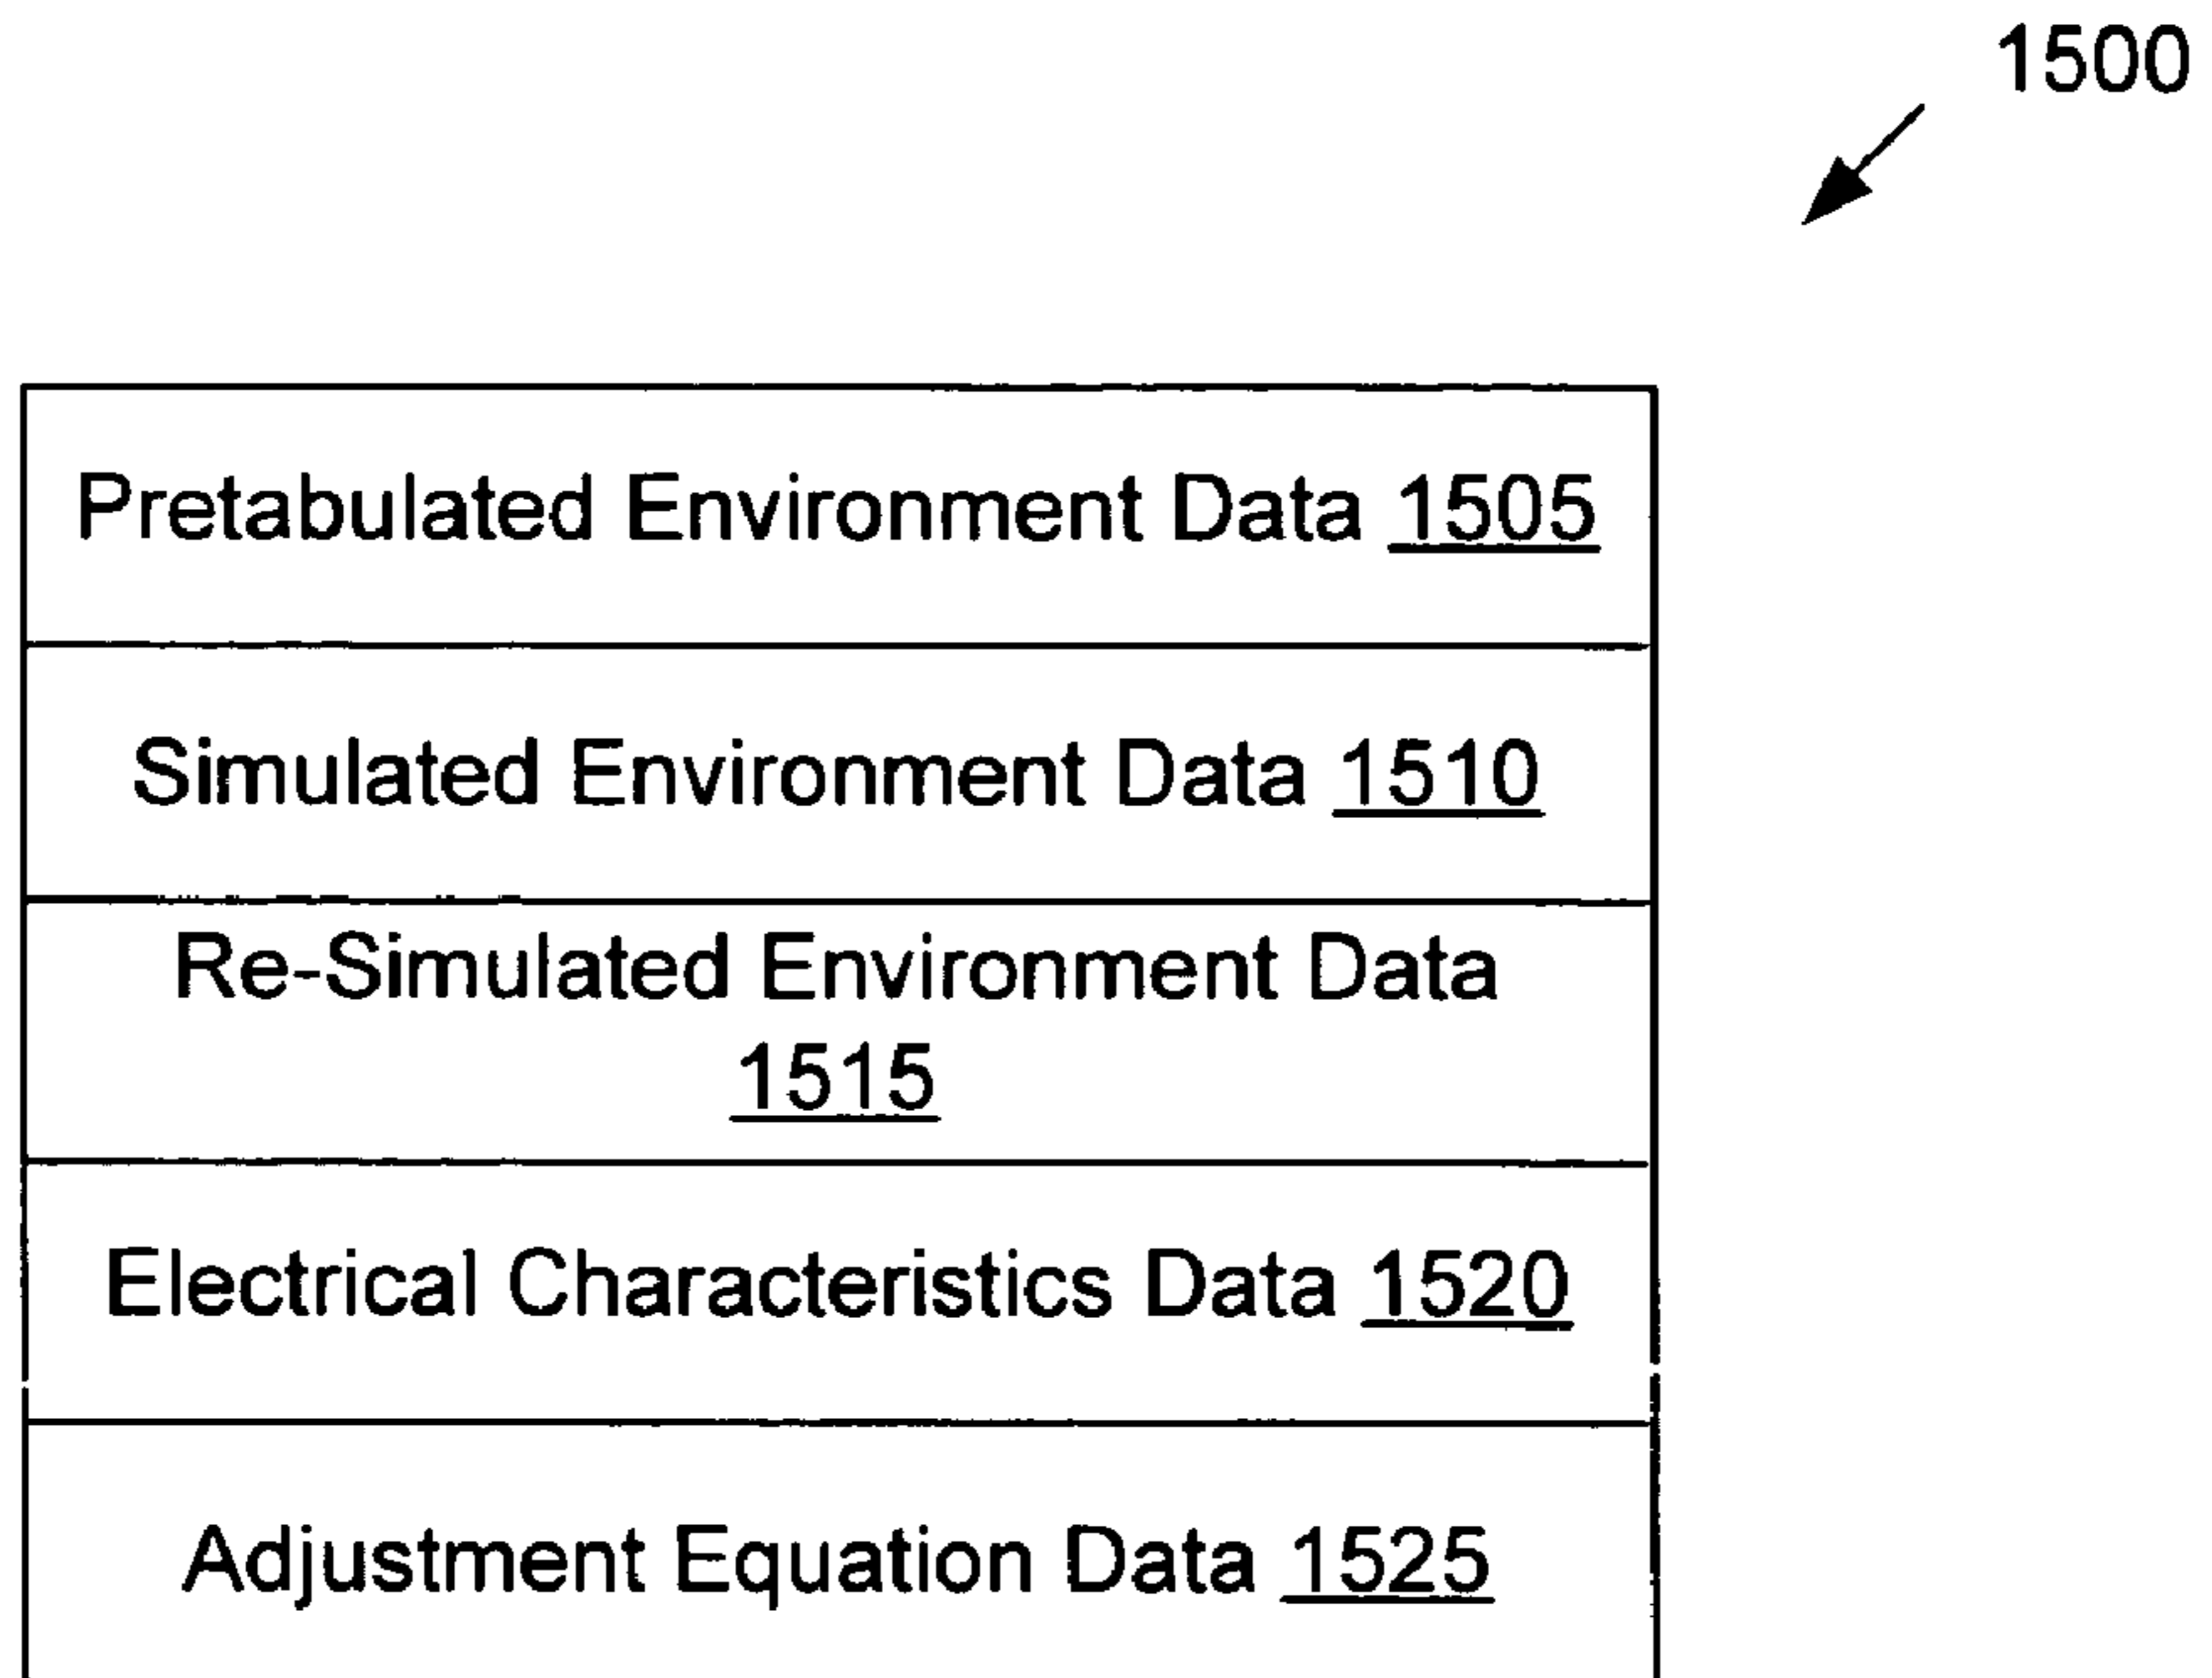 1500
Pretabulated Environment Data 1505
Simulated Environment Data 1510
Re-Simulated Environment Data
1515
Electrical Characteristics Data 1520
Adjustment Equation Data 1525